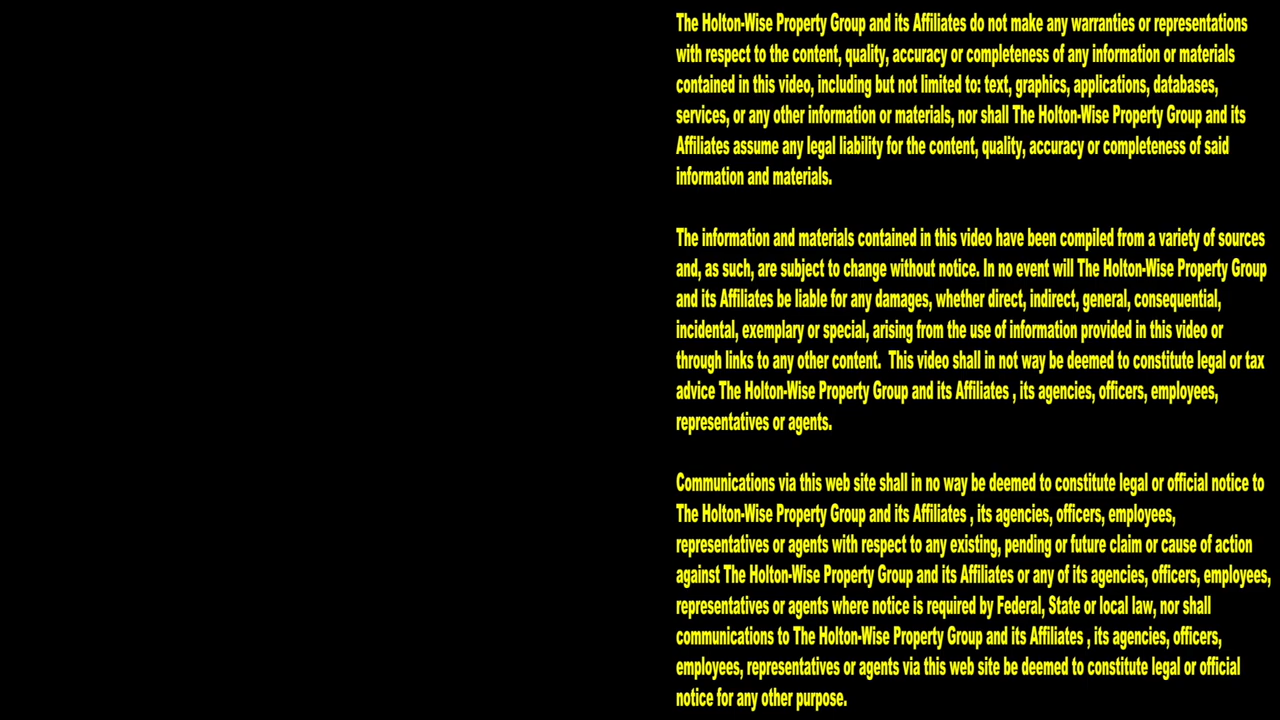 The Holton-Wise Property Group and its Affiliates do not make any warranties or representations
with respect to the content, quality, accuracy or completeness of any information or materials
contained in this video, including but not limited to: text, graphics, applications, databases,
services, or any other information or materials, nor shall The Holton-Wise Property Group and its
Affiliates assume any legal liability for the content, quality, accuracy or completeness of said
information and materials.
The information and materials contained in this video have been compiled from a variety of sources
and, as such, are subject to change without notice. In no event will The Holton-Wise Property Group
and its Affiliates be liable for any damages, whether direct, indirect, general, consequential,
incidental, exemplary or special, arising from the use of information provided in this video or
through links to any other content.  This video shall in not way be deemed to constitute legal or tax
advice The Holton-Wise Property Group and its Affiliates , its agencies, officers, employees,
representatives or agents.
Communications via this web site shall in no way be deemed to constitute legal or official notice to
The Holton-Wise Property Group and its Affiliates , its agencies, officers, employees,
representatives or agents with respect to any existing, pending or future claim or cause of action
against The Holton-Wise Property Group and its Affiliates or any of its agencies, officers, employees,
representatives or agents where notice is required by Federal, State or local law, nor shall
communications to The Holton-Wise Property Group and its Affiliates , its agencies, officers,
employees, representatives or agents via this web site be deemed to constitute legal or official
notice for any other purpose.